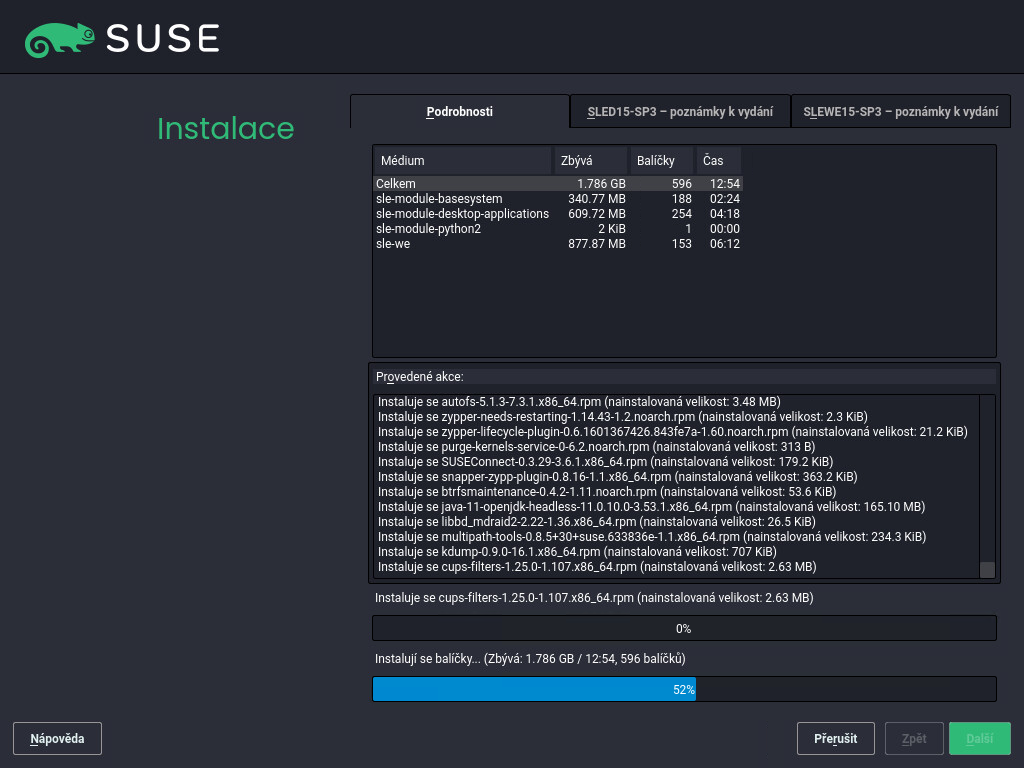 SUSE
Instalace
Podrobnosti
SLED15-SP3 – poznámky k vydání
SLEWE15-SP3 – poznámky k vydání
Médium Zbývá Balíčky Čas
Celkem 1.786 GB 596 12:54
sle-module-basesystem 340.77 MB 188 02:24
sle-module-desktop-applications 609.72 MB 254 04:18
sle-module-python2 2 KiB 1 00:00
sle-we 877.87 MB 153 06:12
Provedené akce:
Instaluje se autofs-5.1.3-7.3.1.x86_64.rpm (nainstalovaná velikost: 3.48 MB)
Instaluje se zypper-needs-restarting-1.14.43-1.2.noarch.rpm (nainstalovaná velikost: 2.3 KiB)
Instaluje se zypper-lifecycle-plugin-0.6.1601367426.843fe7a-1.60.noarch.rpm (nainstalovaná velikost: 21.2 KiB)
Instaluje se purge-kernels-service-0-6.2.noarch.rpm (nainstalovaná velikost: 313 B)
Instaluje se SUSEConnect-0.3.29-3.6.1.x86_64.rpm (nainstalovaná velikost: 179.2 KiB)
Instaluje se snapper-zypp-plugin-0.8.16-1.1.x86_64.rpm (nainstalovaná velikost: 363.2 KiB)
Instaluje se btrfsmaintenance-0.4.2-1.11.noarch.rpm (nainstalovaná velikost: 53.6 KiB)
Instaluje se java-11-openjdk-headless-11.0.10.0-3.53.1.x86_64.rpm (nainstalovaná velikost: 165.10 MB)
Instaluje se libbd_mdraid2-2.22-1.36.x86_64.rpm (nainstalovaná velikost: 26.5 KiB)
Instaluje se multipath-tools-0.8.5+30+suse.633836e-1.1.x86_64.rpm (nainstalovaná velikost: 234.3 KiB)
Instaluje se kdump-0.9.0-16.1.x86_64.rpm (nainstalovaná velikost: 707 KiB)
Instaluje se cups-filters-1.25.0-1.107.x86_64.rpm (nainstalovaná velikost: 2.63 MB)
Instaluje se cups-filters-1.25.0-1.107.x86_64.rpm (nainstalovaná velikost: 2.63 MB)
0%
Instalují se balíčky... (Zbývá: 1.786 GB / 12:54, 596 balíčků)
52%
Nápověda
Přerušit
Zpět
Další